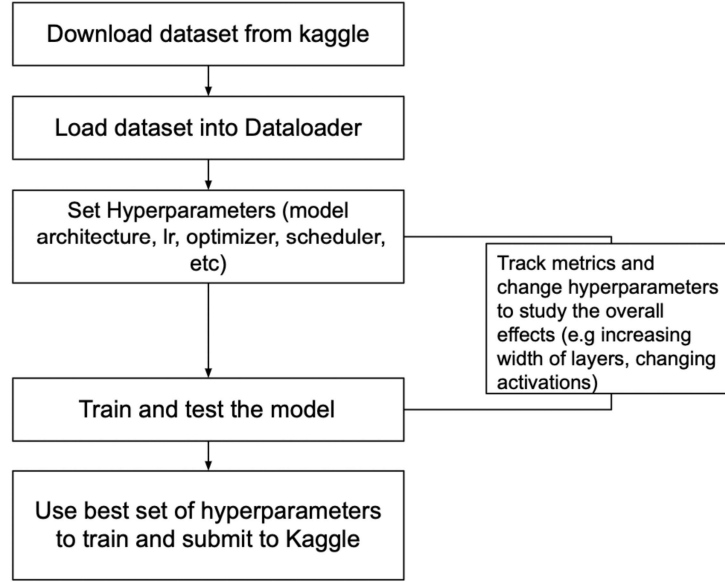 Download dataset from kaggle
Load dataset into Dataloader
Set Hyperparameters (model
architecture, lr, optimizer, scheduler,
etc)
Track metrics and
change hyperparameters
to study the overall
effects (e.g increasing
width of layers, changing
activations)
Train and test the model
Use best set of hyperparameters
to train and submit to Kaggle